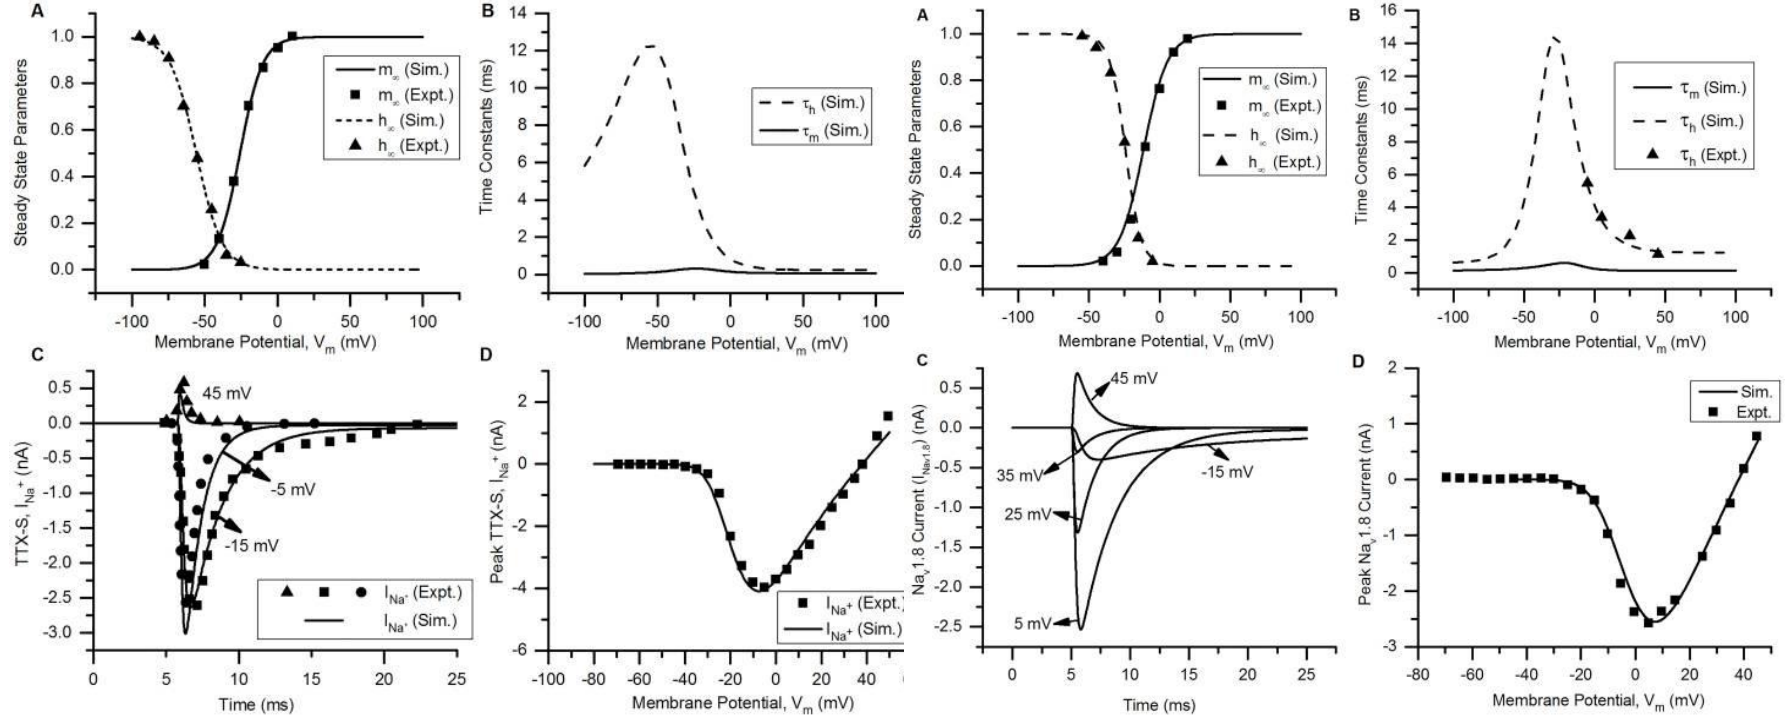 A
Steady State Parameters
1.0
0.8
0.6
0.4
0.2
0.0
m∞ (Sim.)
m∞ (Expt.)
h∞ (Sim.)
h∞ (Expt.)
-100 -50 0 50 100
Membrane Potential, Vm (mV)
B
Time Constants (ms)
14
12
10
8
6
4
2
0
τh (Sim.)
τm (Sim.)
-100 -50 0 50 100
Membrane Potential, Vm (mV)
A
Steady State Parameters
1.0
0.8
0.6
0.4
0.2
0.0
m∞ (Sim.)
m∞ (Expt.)
h∞ (Sim.)
h∞ (Expt.)
-100 -50 0 50 100
Membrane Potential, Vm (mV)
B
Time Constants (ms)
16
14
12
10
8
6
4
2
0
τm (Sim.)
τh (Sim.)
τh (Expt.)
-100 -50 0 50 100
Membrane Potential, Vm (mV)
C
TTX-S, INa+ (nA)
0.5
0.0
-0.5
-1.0
-1.5
-2.0
-2.5
-3.0
45 mV
-5 mV
-15 mV
INa+ (Expt.)
INa+ (Sim.)
0 5 10 15 20 25
Time (ms)
D
Peak TTX-S, INa+ (nA)
2
0
-2
-4
-6
INa+ (Expt.)
INa+ (Sim.)
-100 -80 -60 -40 -20 0 20 40
Membrane Potential, Vm (mV)
C
Nav1.8 Current (INav1.8) (nA)
0.5
0.0
-0.5
-1.0
-1.5
-2.0
-2.5
45 mV
35 mV
-15 mV
25 mV
5 mV
0 5 10 15 20 25
Time (ms)
D
Peak Nav1.8 Current (nA)
2
1
0
-1
-2
-3
Sim.
Expt.
-80 -60 -40 -20 0 20 40
Membrane Potential, Vm (mV)